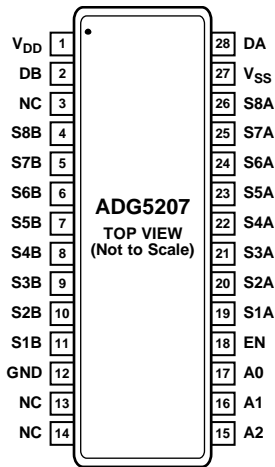 V_DD 1 28 DA
DB 2 27 V_SS
NC 3 26 S8A
S8B 4 25 S7A
S7B 5 24 S6A
S6B 6 23 S5A
S5B 7 22 S4A
S4B 8 21 S3A
S3B 9 20 S2A
S2B 10 19 S1A
S1B 11 18 EN
GND 12 17 A0
NC 13 16 A1
NC 14 15 A2
ADG5207
TOP VIEW
(Not to Scale)